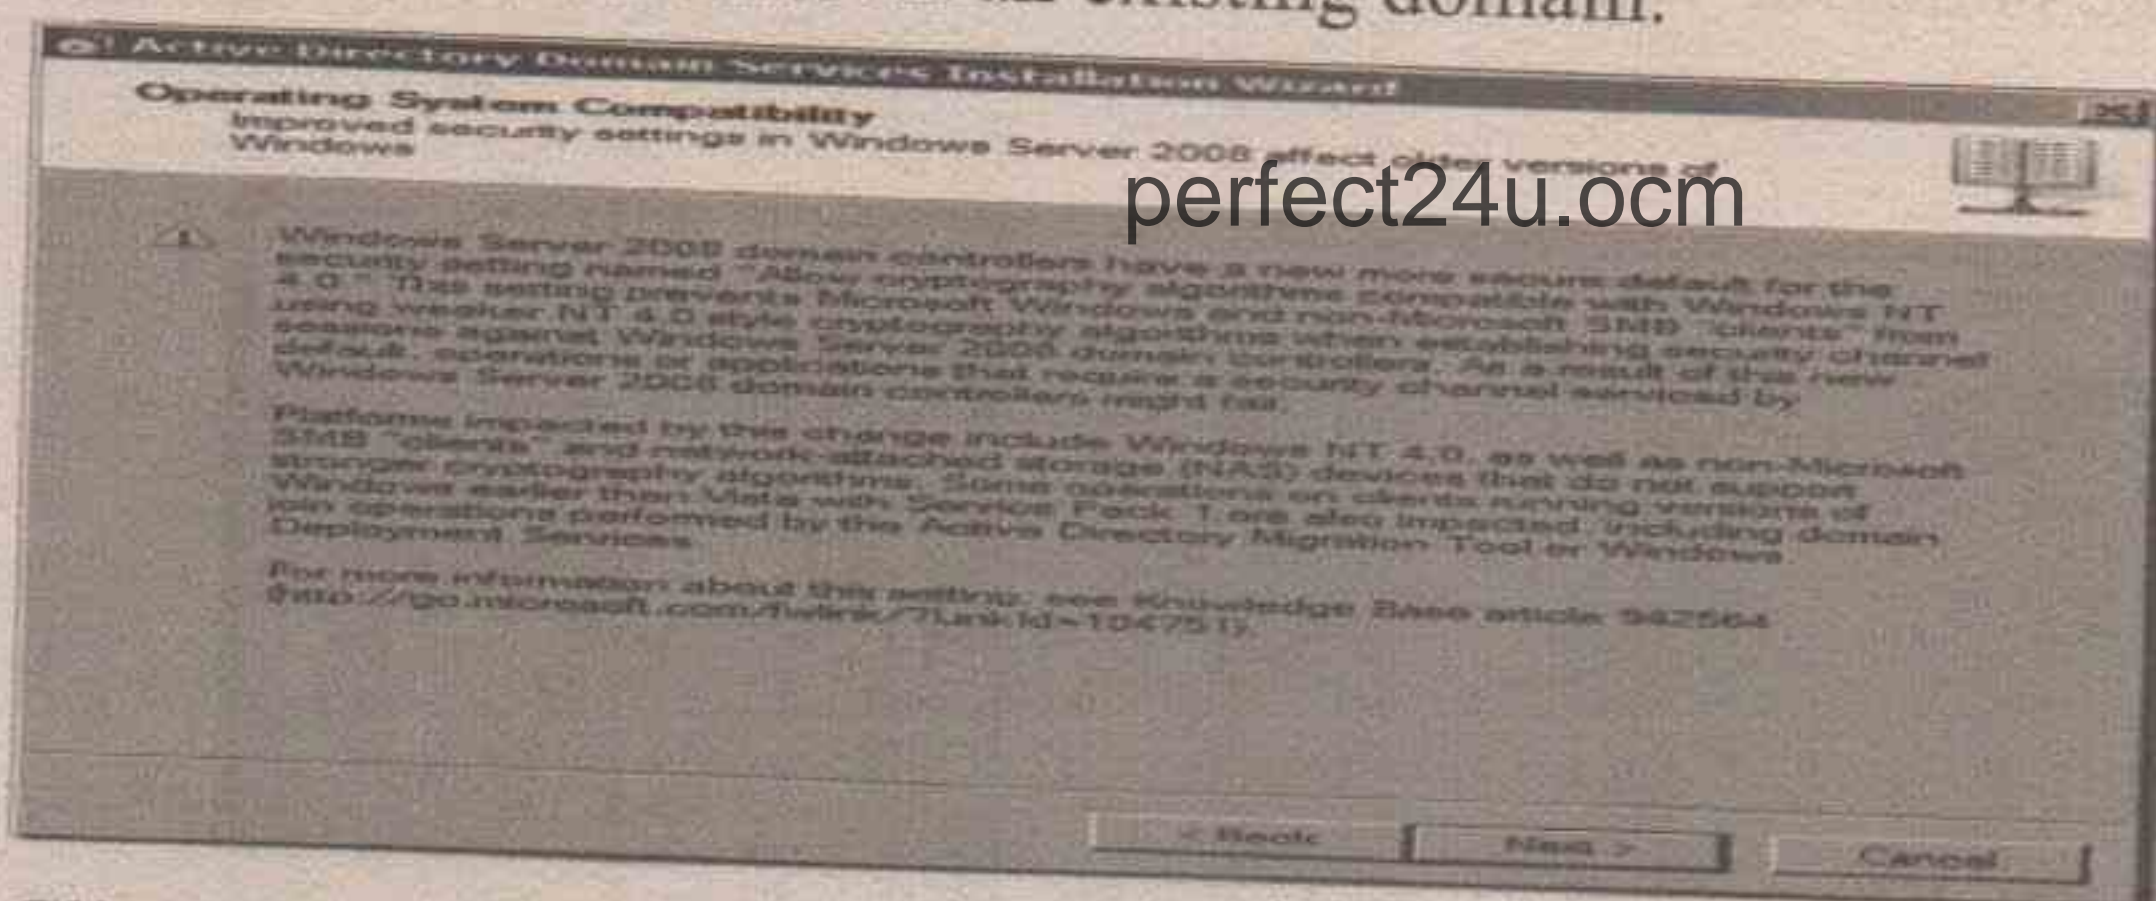 existing domain.
Active Directory Domain Services Installation Wizard
Operating System Compatibility
Improved security settings in Windows Server 2008 affect older versions of
Windows
perfect24u.ocm
Windows Server 2008 domain controllers have a new more secure default for the
security setting named "Allow cryptography algorithms compatible with Windows NT
4.0." This setting prevents Microsoft Windows and non-Microsoft SMB "clients" from
using weaker NT 4.0 style cryptography algorithms when establishing security channel
sessions against Windows Server 2008 domain controllers. As a result of this new
default, operations or applications that require a security channel serviced by
Windows Server 2008 domain controllers might fail.
Platforms impacted by this change include Windows NT 4.0, as well as non-Microsoft
SMB "clients" and network-attached storage (NAS) devices that do not support
stronger cryptography algorithms. Some operations on clients running versions of
Windows earlier than Vista with Service Pack 1 are also impacted, including domain
join operations performed by the Active Directory Migration Tool or Windows
Deployment Services.
For more information about this setting, see Knowledge Base article 942564
(http://go.microsoft.com/fwlink/?LinkId=104751).
< Back Next > Cancel